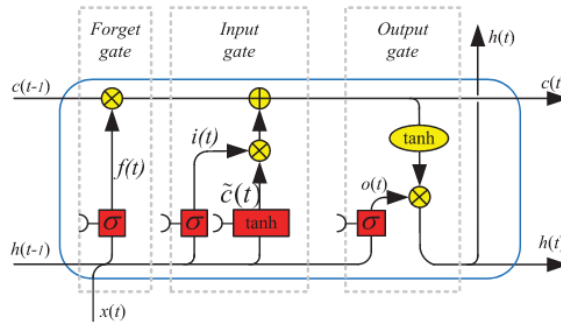 Forget
gate
Input
gate
Output
gate
h(t)
c(t-1)
c(t
tanh
i(t)
f(t)
c̃(t)
o(t)
σ
σ
tanh
σ
h(t-1)
h(t)
x(t)